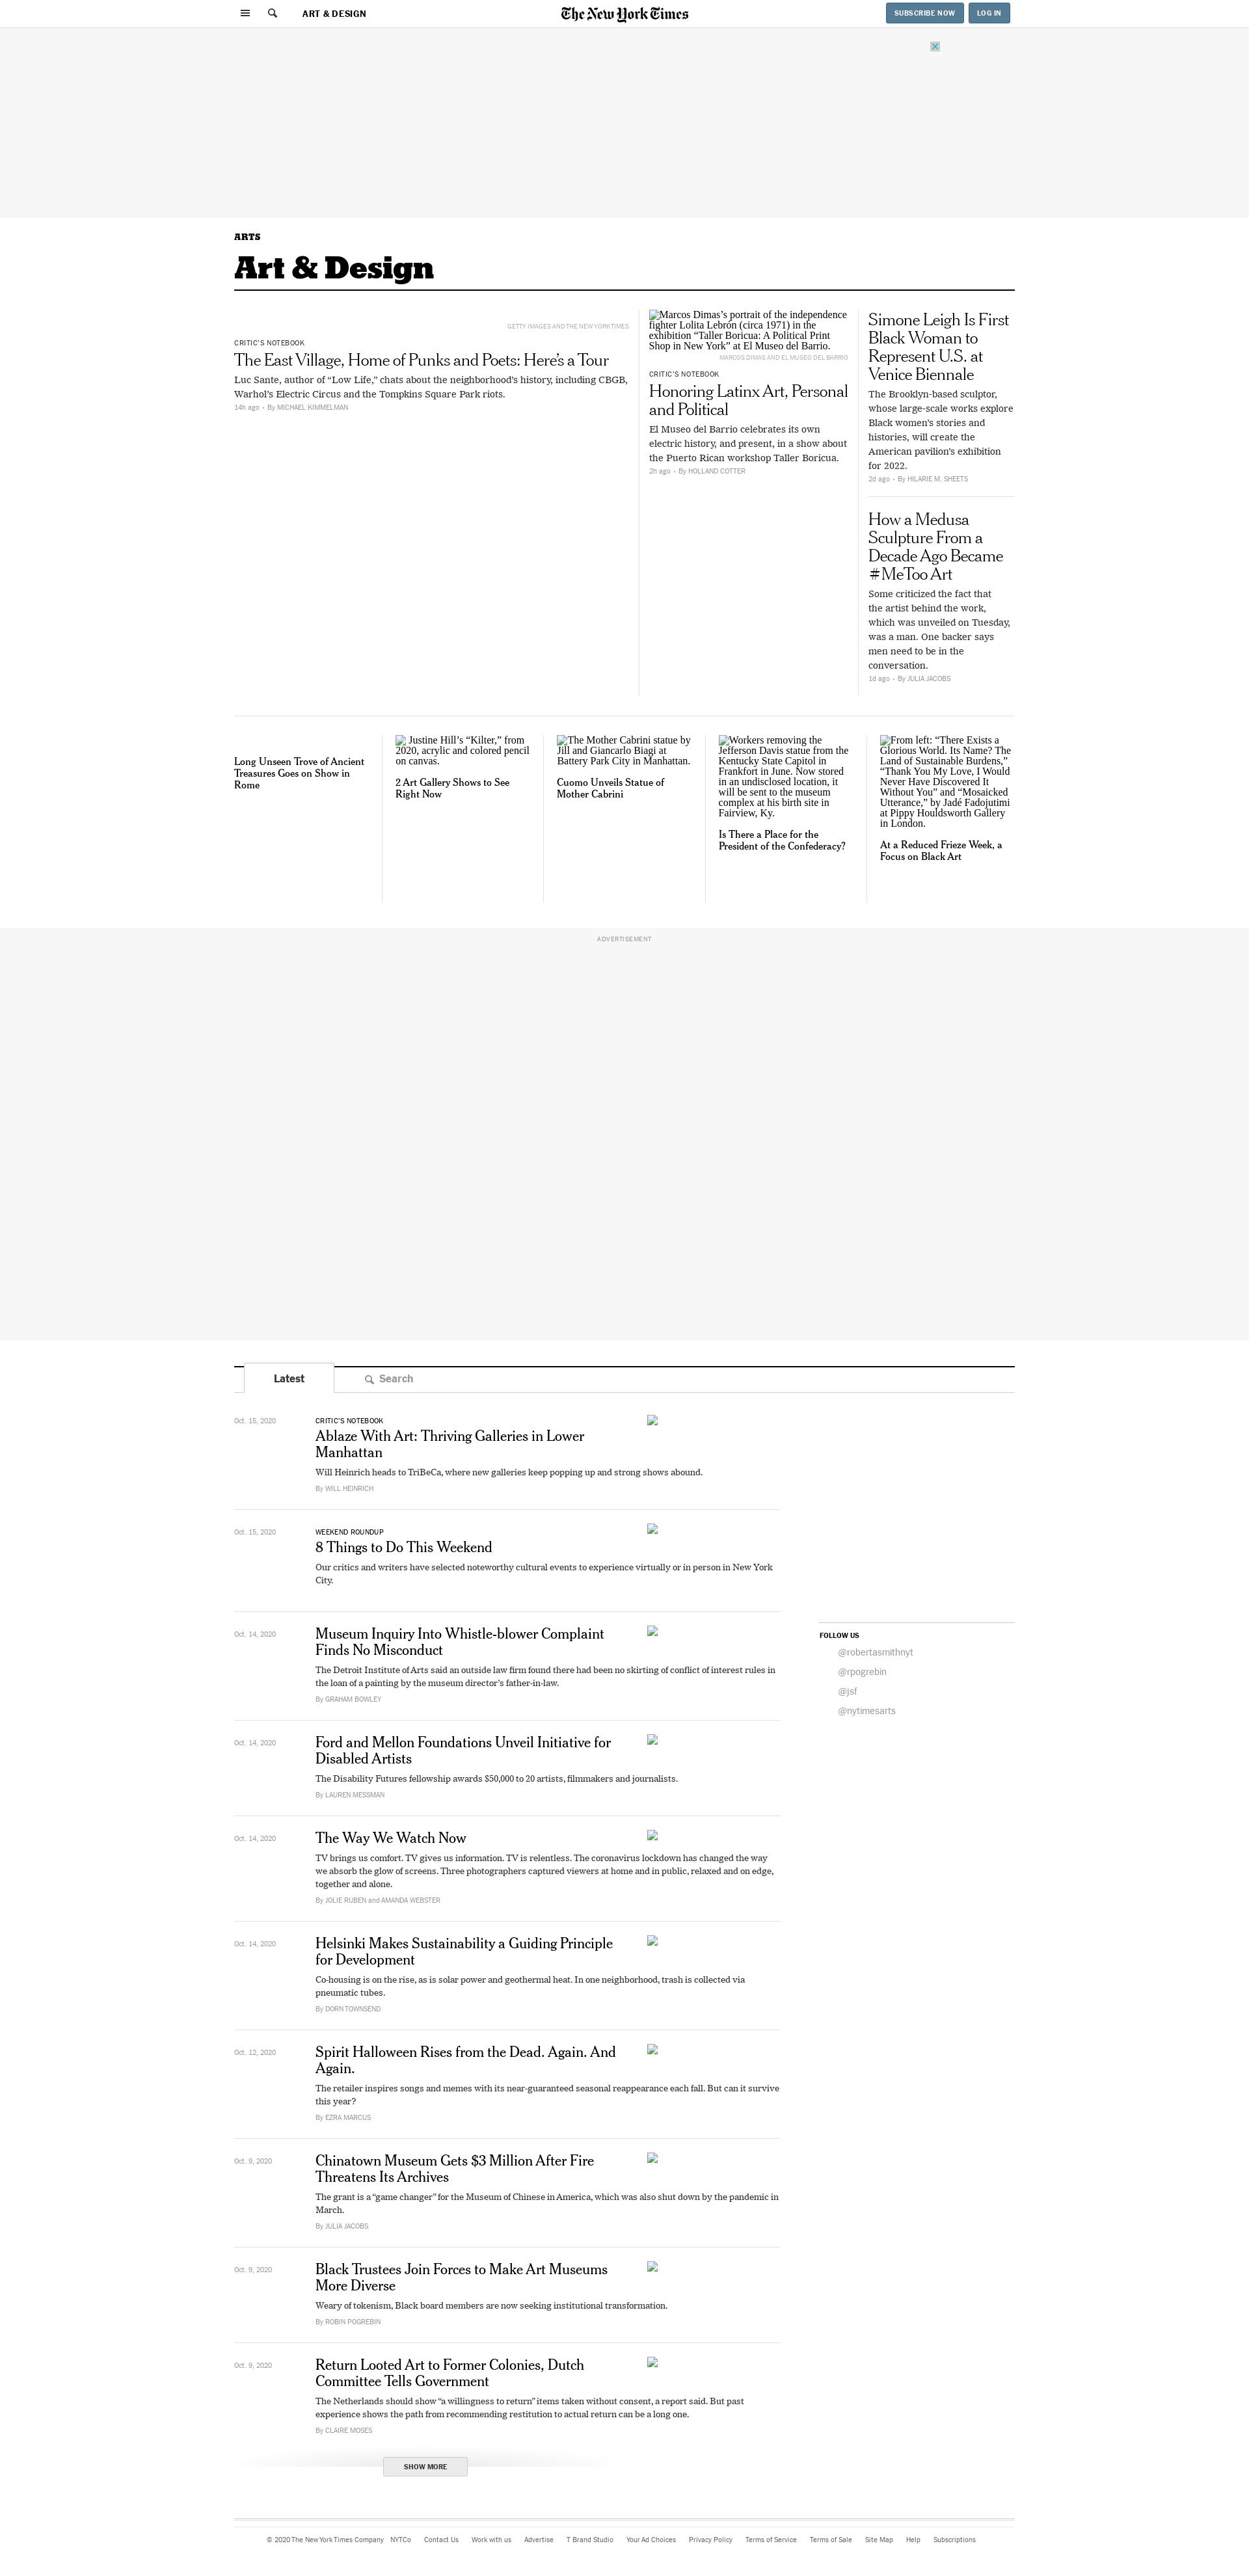 ART & DESIGN
The New York Times
SUBSCRIBE NOW
LOG IN
ARTS
Art & Design
GETTY IMAGES AND THE NEW YORK TIMES
CRITIC'S NOTEBOOK
The East Village, Home of Punks and Poets: Here's a Tour
Luc Sante, author of “Low Life,” chats about the neighborhood's history, including CBGB,
Warhol's Electric Circus and the Tompkins Square Park riots.
14h ago • By MICHAEL KIMMELMAN
Marcos Dimas's portrait of the independence
fighter Lolita Lebrón (circa 1971) in the
exhibition “Taller Boricua: A Political Print
Shop in New York” at El Museo del Barrio.
MARCOS DIMAS AND EL MUSEO DEL BARRIO
CRITIC'S NOTEBOOK
Honoring Latinx Art, Personal
and Political
El Museo del Barrio celebrates its own
electric history, and present, in a show about
the Puerto Rican workshop Taller Boricua.
2h ago • By HOLLAND COTTER
Simone Leigh Is First
Black Woman to
Represent U.S. at
Venice Biennale
The Brooklyn-based sculptor,
whose large-scale works explore
Black women's stories and
histories, will create the
American pavilion's exhibition
for 2022.
2d ago • By HILARIE M. SHEETS
How a Medusa
Sculpture From a
Decade Ago Became
#MeToo Art
Some criticized the fact that
the artist behind the work,
which was unveiled on Tuesday,
was a man. One backer says
men need to be in the
conversation.
1d ago • By JULIA JACOBS
Long Unseen Trove of Ancient
Treasures Goes on Show in
Rome
Justine Hill's “Kilter,” from
2020, acrylic and colored pencil
on canvas.
2 Art Gallery Shows to See
Right Now
The Mother Cabrini statue by
Jill and Giancarlo Biagi at
Battery Park City in Manhattan.
Cuomo Unveils Statue of
Mother Cabrini
Workers removing the
Jefferson Davis statue from the
Kentucky State Capitol in
Frankfort in June. Now stored
in an undisclosed location, it
will be sent to the museum
complex at his birth site in
Fairview, Ky.
Is There a Place for the
President of the Confederacy?
From left: “There Exists a
Glorious World. Its Name? The
Land of Sustainable Burdens,”
“Thank You My Love, I Would
Never Have Discovered It
Without You” and “Mosaicked
Utterance,” by Jadé Fadojutimi
at Pippy Houldsworth Gallery
in London.
At a Reduced Frieze Week, a
Focus on Black Art
ADVERTISEMENT
Latest
Search
Oct. 15, 2020
CRITIC'S NOTEBOOK
Ablaze With Art: Thriving Galleries in Lower
Manhattan
Will Heinrich heads to TriBeCa, where new galleries keep popping up and strong shows abound.
By WILL HEINRICH
Oct. 15, 2020
WEEKEND ROUNDUP
8 Things to Do This Weekend
Our critics and writers have selected noteworthy cultural events to experience virtually or in person in New York
City.
Oct. 14, 2020
Museum Inquiry Into Whistle-blower Complaint
Finds No Misconduct
The Detroit Institute of Arts said an outside law firm found there had been no skirting of conflict of interest rules in
the loan of a painting by the museum director's father-in-law.
By GRAHAM BOWLEY
Oct. 14, 2020
Ford and Mellon Foundations Unveil Initiative for
Disabled Artists
The Disability Futures fellowship awards $50,000 to 20 artists, filmmakers and journalists.
By LAUREN MESSMAN
Oct. 14, 2020
The Way We Watch Now
TV brings us comfort. TV gives us information. TV is relentless. The coronavirus lockdown has changed the way
we absorb the glow of screens. Three photographers captured viewers at home and in public, relaxed and on edge,
together and alone.
By JOLIE RUBEN and AMANDA WEBSTER
Oct. 14, 2020
Helsinki Makes Sustainability a Guiding Principle
for Development
Co-housing is on the rise, as is solar power and geothermal heat. In one neighborhood, trash is collected via
pneumatic tubes.
By DORN TOWNSEND
Oct. 12, 2020
Spirit Halloween Rises from the Dead. Again. And
Again.
The retailer inspires songs and memes with its near-guaranteed seasonal reappearance each fall. But can it survive
this year?
By EZRA MARCUS
Oct. 9, 2020
Chinatown Museum Gets $3 Million After Fire
Threatens Its Archives
The grant is a “game changer” for the Museum of Chinese in America, which was also shut down by the pandemic in
March.
By JULIA JACOBS
Oct. 9, 2020
Black Trustees Join Forces to Make Art Museums
More Diverse
Weary of tokenism, Black board members are now seeking institutional transformation.
By ROBIN POGREBIN
Oct. 9, 2020
Return Looted Art to Former Colonies, Dutch
Committee Tells Government
The Netherlands should show “a willingness to return” items taken without consent, a report said. But past
experience shows the path from recommending restitution to actual return can be a long one.
By CLAIRE MOSES
SHOW MORE
FOLLOW US
@robertasmithnyt
@rpogrebin
@jsf
@nytimesarts
© 2020 The New York Times Company NYTCo Contact Us Work with us Advertise T Brand Studio Your Ad Choices Privacy Policy Terms of Service Terms of Sale Site Map Help Subscriptions